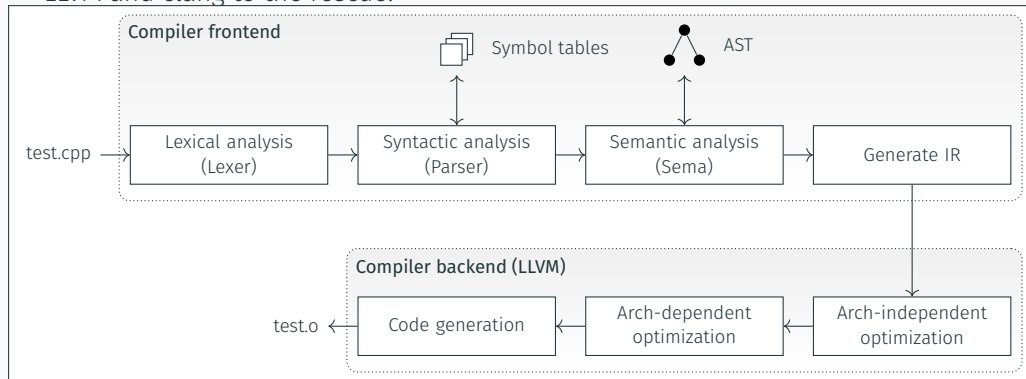 Compiler frontend
Symbol tables
AST
test.cpp
Lexical analysis
(Lexer)
Syntactic analysis
(Parser)
Semantic analysis
(Sema)
Generate IR
Compiler backend (LLVM)
test.o
Code generation
Arch-dependent
optimization
Arch-independent
optimization